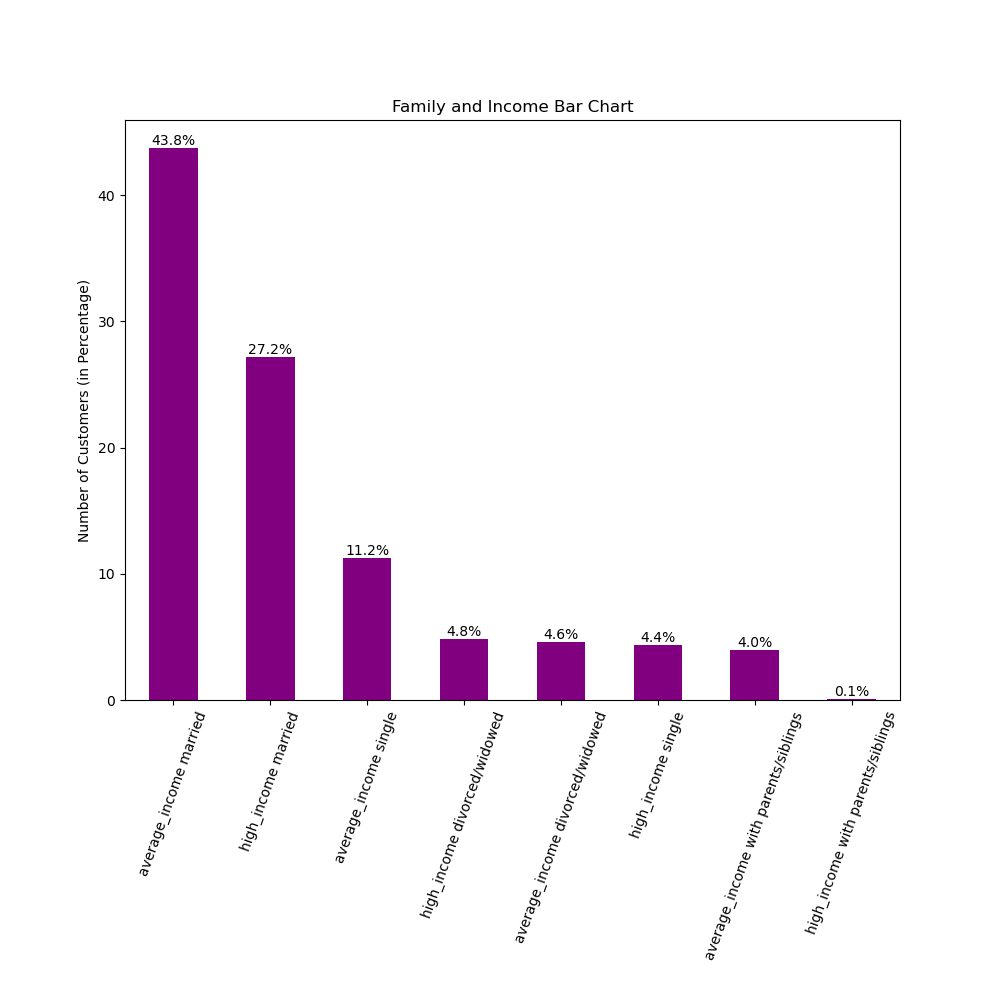 Family and Income Bar Chart
Number of Customers (in Percentage)
40
30
20
10
0
43.8%
27.2%
11.2%
4.8%
4.6%
4.4%
4.0%
0.1%
average_income married
high_income married
average_income single
high_income divorced/widowed
average_income divorced/widowed
high_income single
average_income with parents/siblings
high_income with parents/siblings